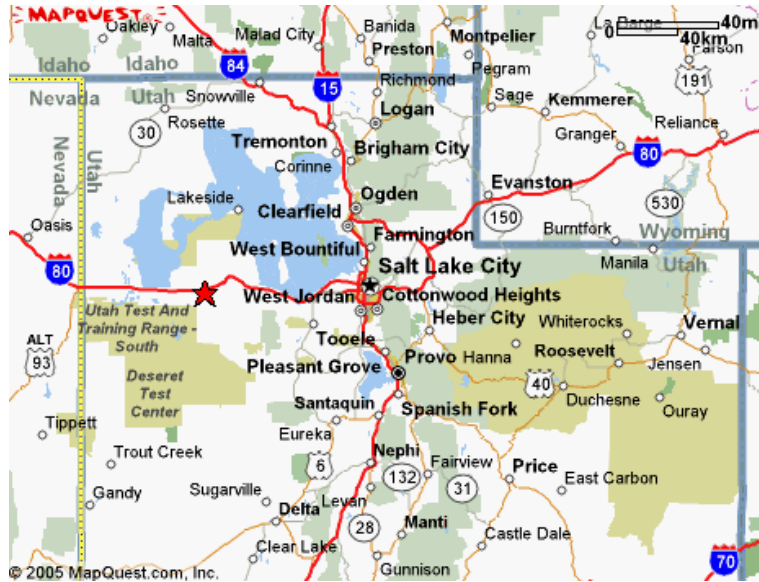 MAPQUEST
40mi
40km
Oakley
Malta
Malad City
Banida
Preston
Montpelier
La Barge
Farson
Idaho
Idaho
84
15
Richmond
Pegram
191
Nevada
Utah
Snowville
Logan
Sage
Kemmerer
30
Rosette
Tremonton
Granger
Reliance
Nevada
Utah
Corinne
Brigham City
80
Lakeside
Ogden
Evanston
Clearfield
150
530
Oasis
Farmington
Burntfork
Wyoming
West Bountiful
Manila
Utah
80
Salt Lake City
West Jordan
Cottonwood Heights
Utah Test And
Training Range -
South
Heber City
Whiterocks
Vernal
ALT
93
Tooele
Pleasant Grove
Provo
Hanna
Roosevelt
Jensen
Deseret
Test
Center
40
Duchesne
Ouray
Santaquin
Spanish Fork
Tippett
Eureka
Trout Creek
6
Nephi
132
Fairview
Price
East Carbon
Gandy
Sugarville
Levan
31
Delta
28
Manti
Clear Lake
Castle Dale
70
Gunnison
© 2005 MapQuest.com, Inc.